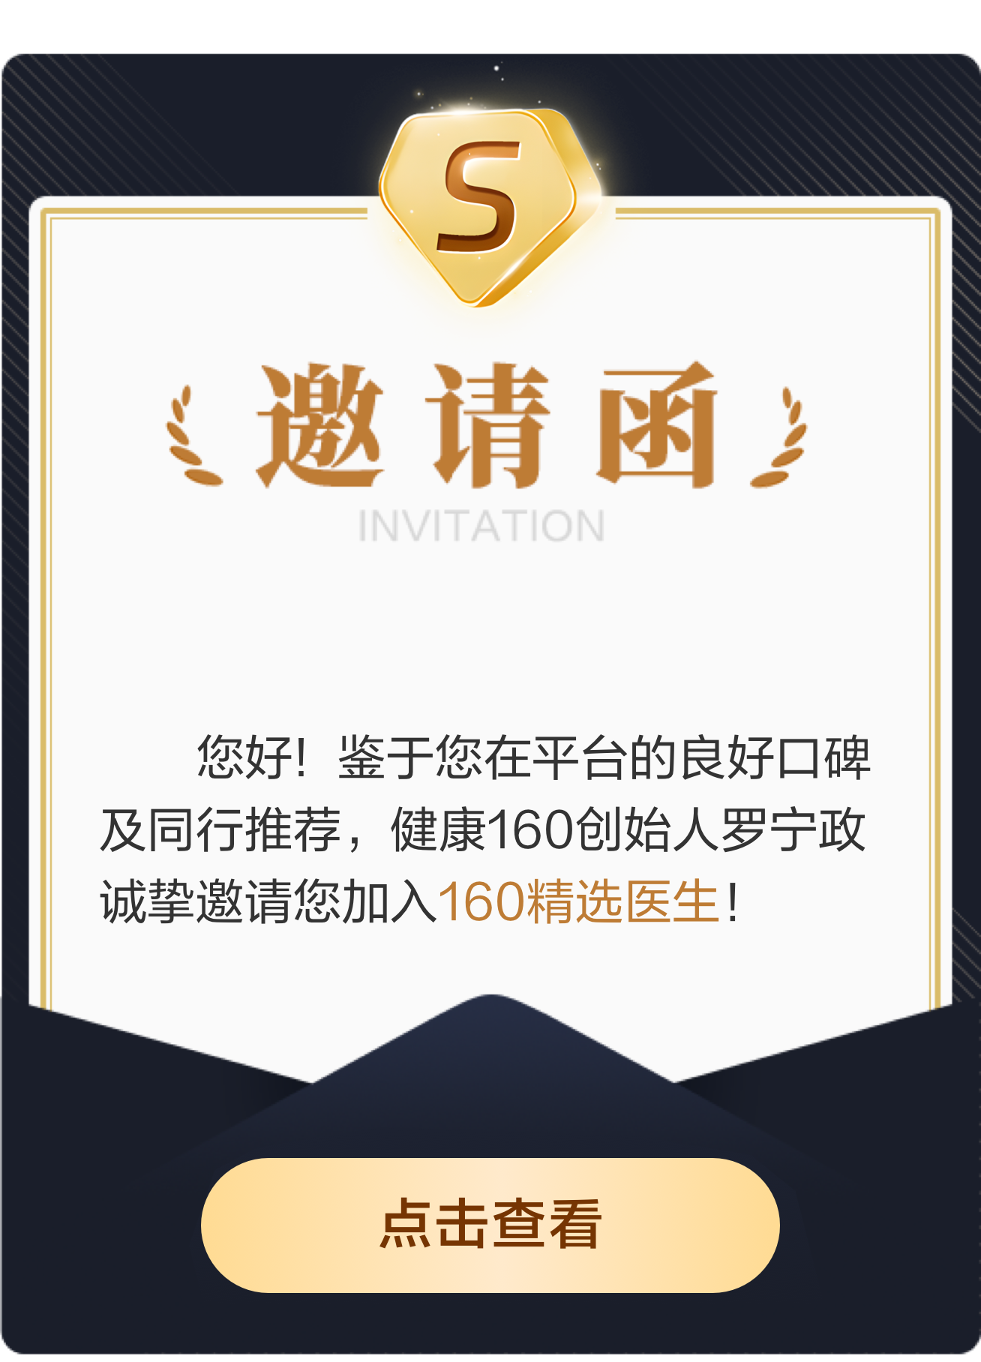 S
邀请函
INVITATION
您好！鉴于您在平台的良好口碑
及同行推荐，健康160创始人罗宁政
诚挚邀请您加入160精选医生！
点击查看